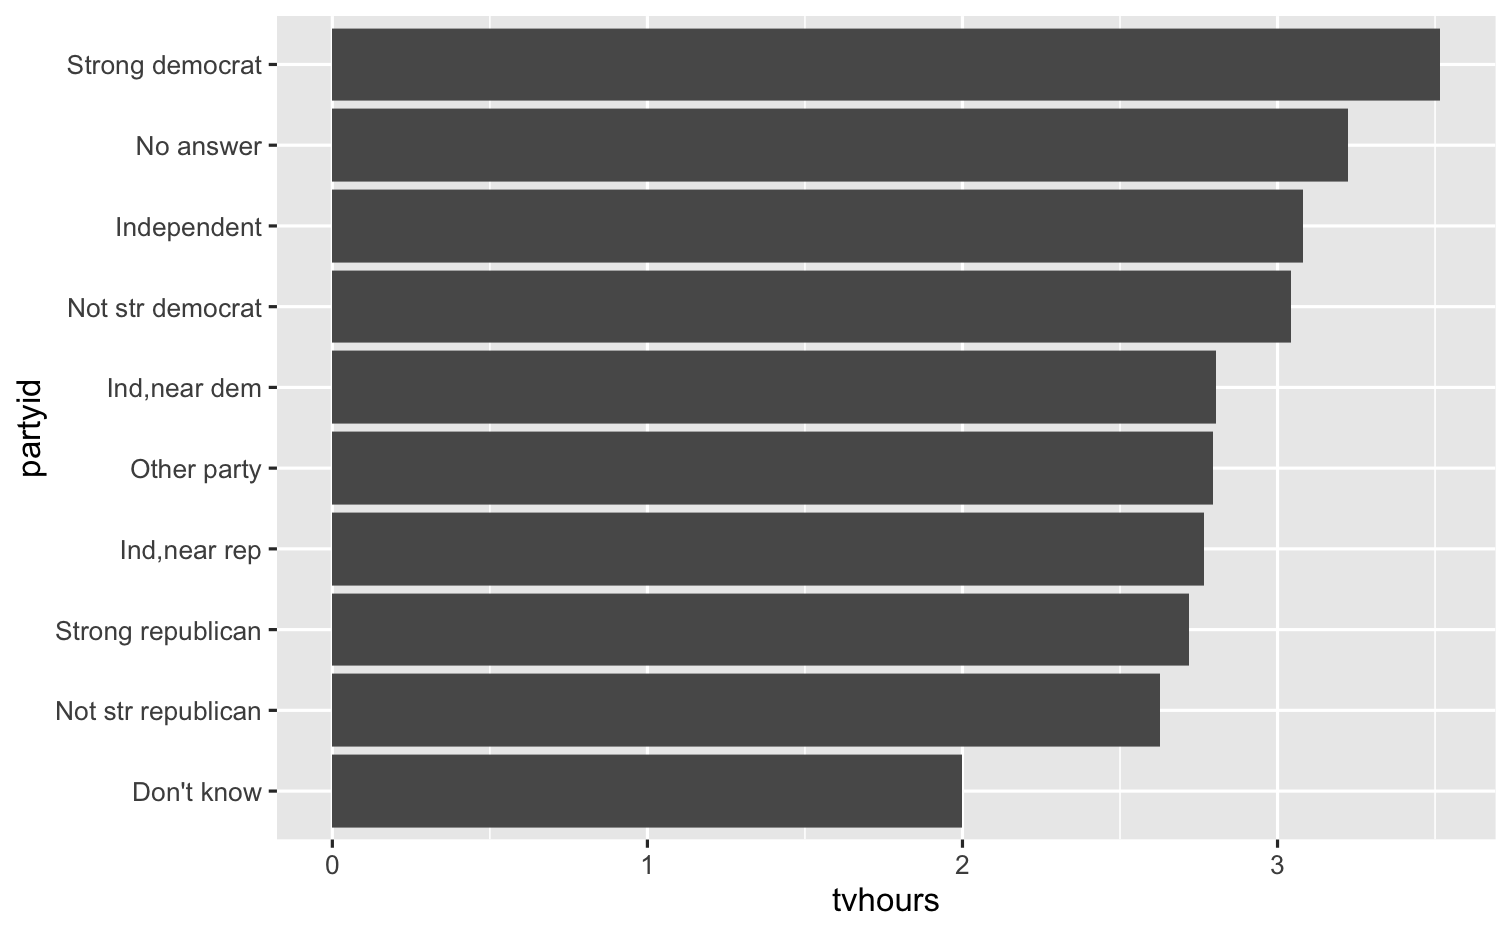 Strong democrat
No answer
Independent
Not str democrat
Ind,near dem
Other party
Ind,near rep
Strong republican
Not str republican
Don't know
partyid
0 1 2 3
tvhours